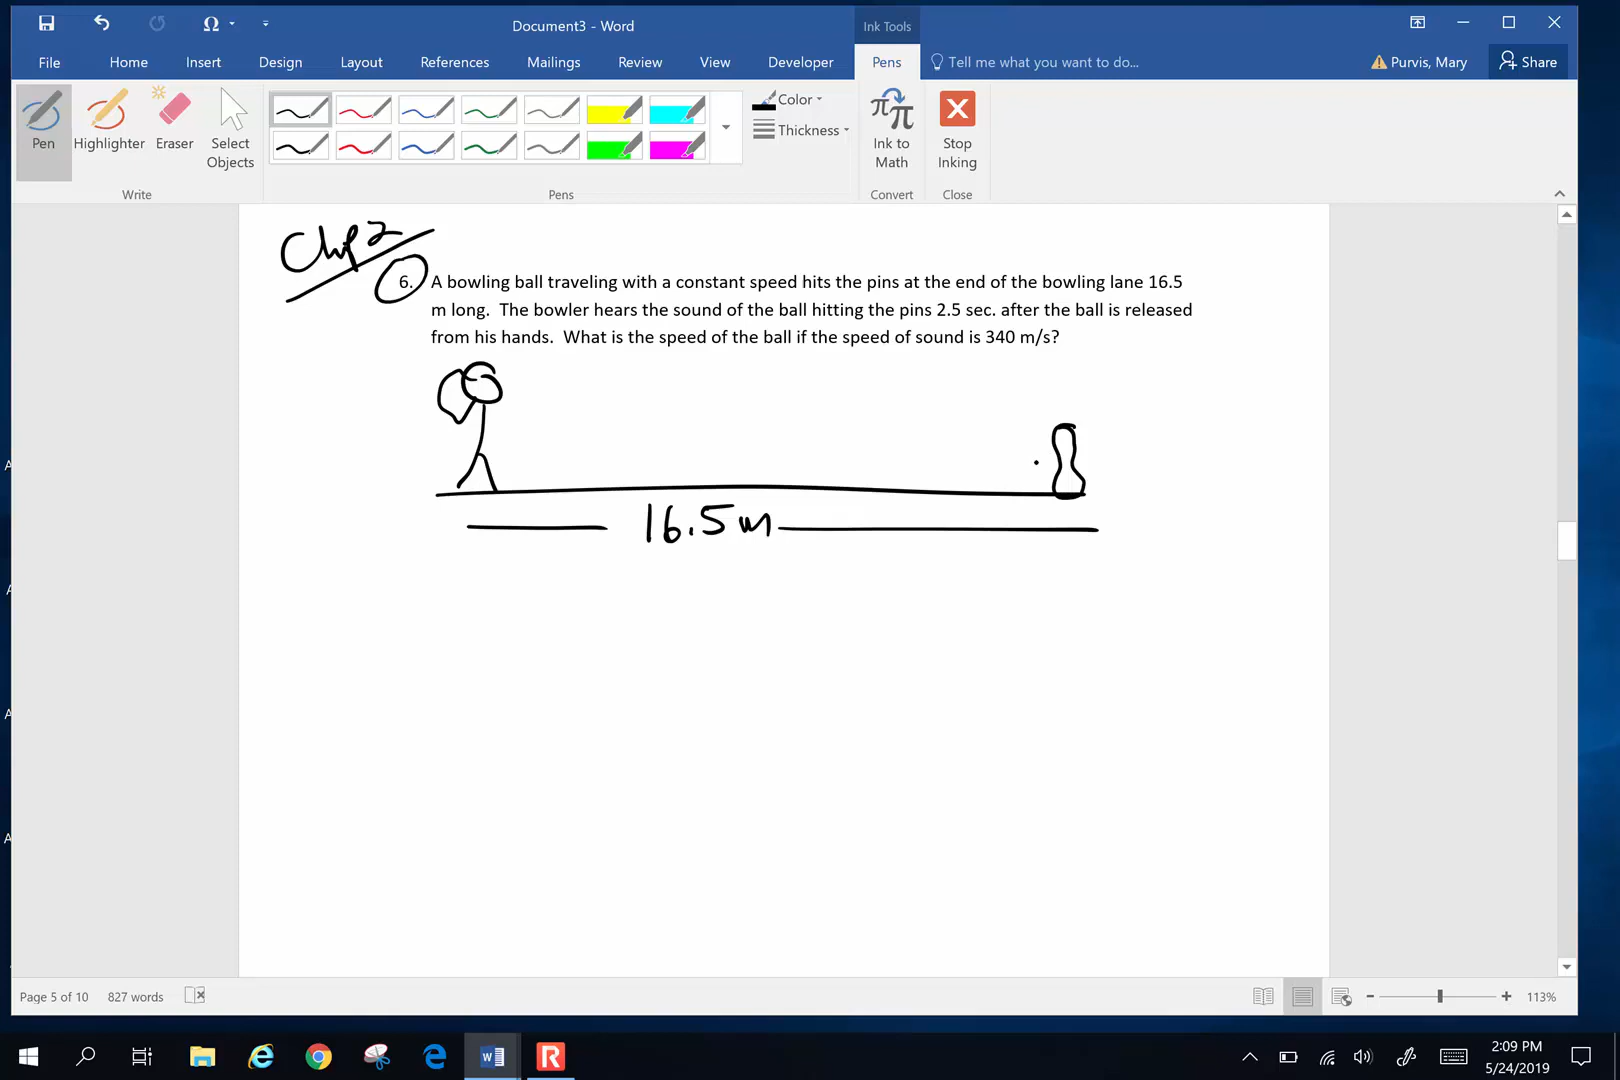 Document3 - Word
Ink Tools
File
Home
Insert
Design
Layout
References
Mailings
Review
View
Developer
Pens
Tell me what you want to do...
Purvis, Mary
Share
Pen
Highlighter
Eraser
Select
Objects
Color
Thickness
Ink to
Math
Stop
Inking
Write
Pens
Convert
Close
Chp 2
6. A bowling ball traveling with a constant speed hits the pins at the end of the bowling lane 16.5
m long. The bowler hears the sound of the ball hitting the pins 2.5 sec. after the ball is released
from his hands. What is the speed of the ball if the speed of sound is 340 m/s?
16.5 m
Page 5 of 10
827 words
113%
2:09 PM
5/24/2019